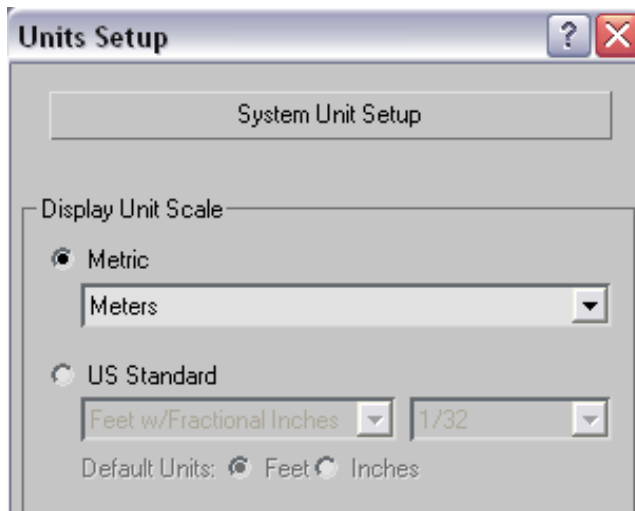 Units Setup
System Unit Setup
Display Unit Scale
Metric
Meters
US Standard
Feet w/Fractional Inches 1/32
Default Units: Feet Inches